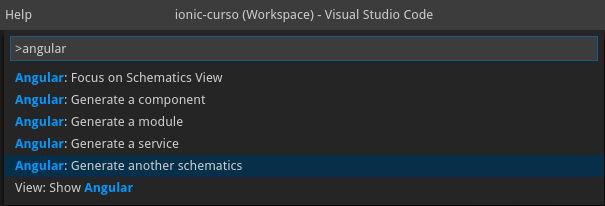 Help
ionic-curso (Workspace) - Visual Studio Code
>angular
Angular: Focus on Schematics View
Angular: Generate a component
Angular: Generate a module
Angular: Generate a service
Angular: Generate another schematics
View: Show Angular